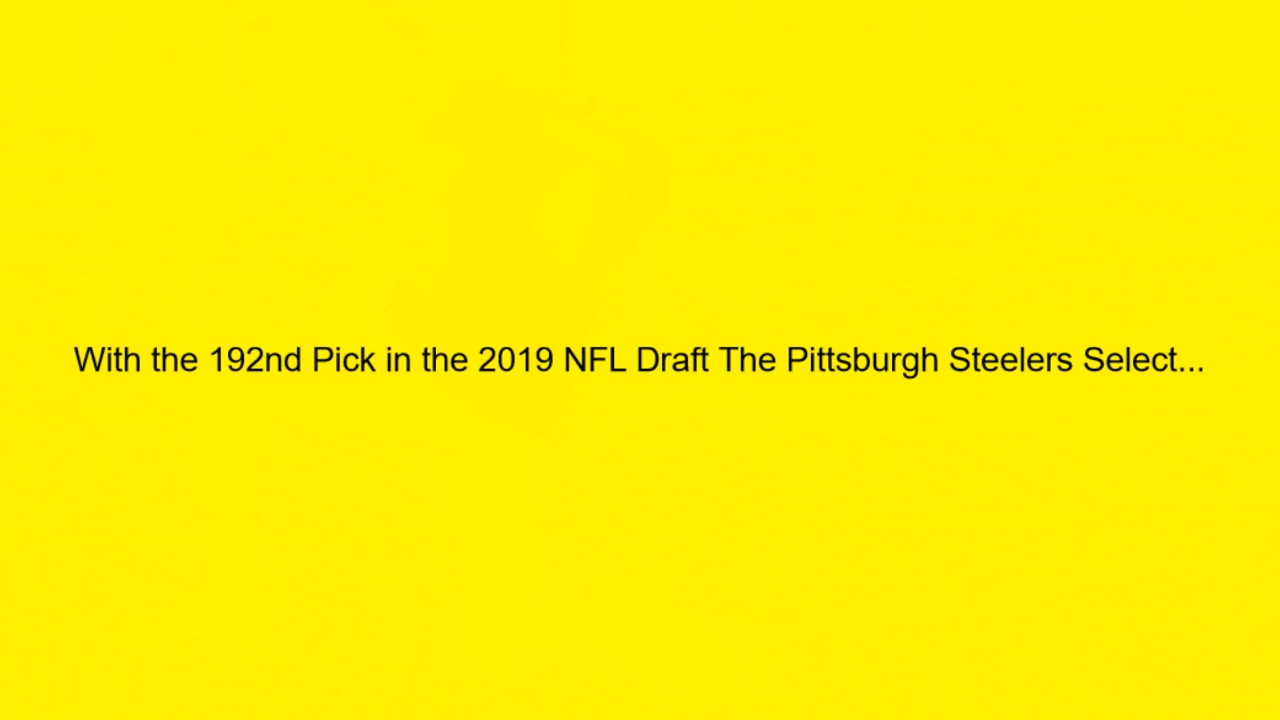 With the 192nd Pick in the 2019 NFL Draft The Pittsburgh Steelers Select...